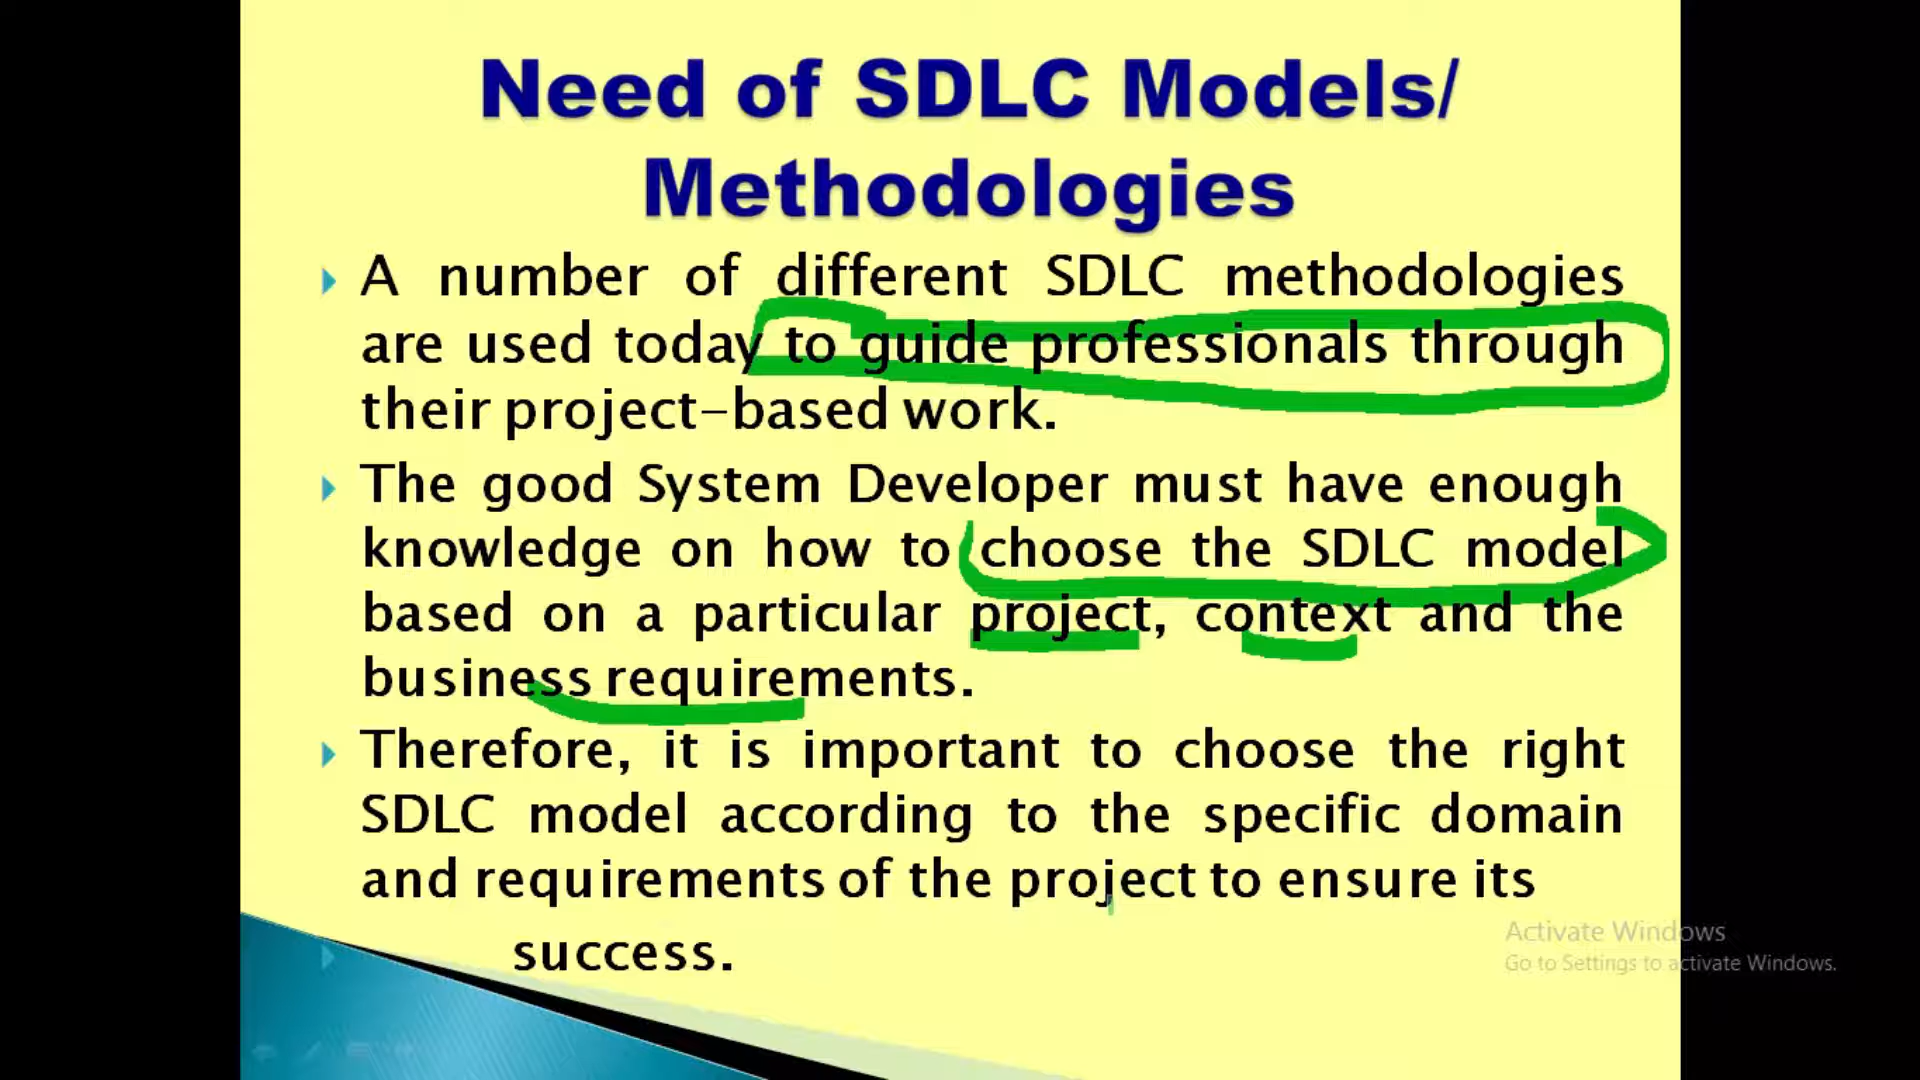 Need of SDLC Models/
Methodologies
A number of different SDLC methodologies
are used today to guide professionals through
their project-based work.
The good System Developer must have enough
knowledge on how to choose the SDLC model
based on a particular project, context and the
business requirements.
Therefore, it is important to choose the right
SDLC model according to the specific domain
and requirements of the project to ensure its
success.
Activate Windows
Go to Settings to activate Windows.